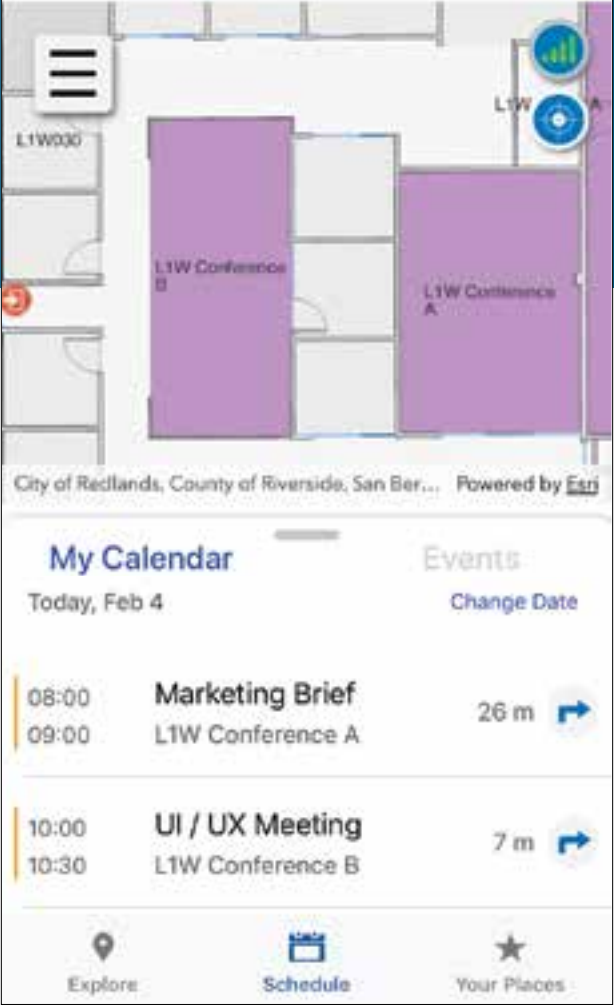 L1W
A
L1W030
L1W Conference
B
L1W Conference
A
City of Redlands, County of Riverside, San Ber... Powered by Esri
My Calendar
Events
Today, Feb 4
Change Date
08:00
Marketing Brief
26 m
09:00
L1W Conference A
10:00
UI / UX Meeting
7 m
10:30
L1W Conference B
Explore
Schedule
Your Places